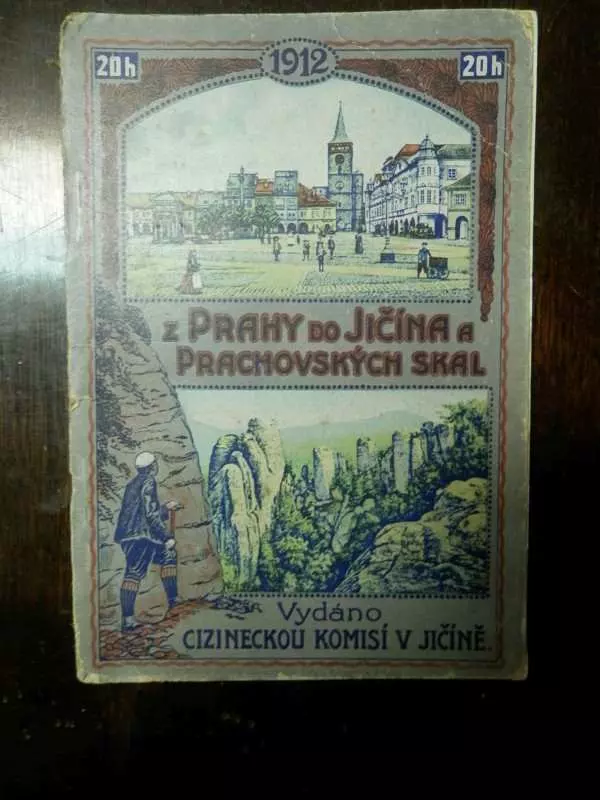 20h 1912 20h
Z PRAHY DO JIČÍNA A
PRACHOVSKÝCH SKAL
Vydáno
CIZINECKOU KOMISÍ V JIČÍNĚ.